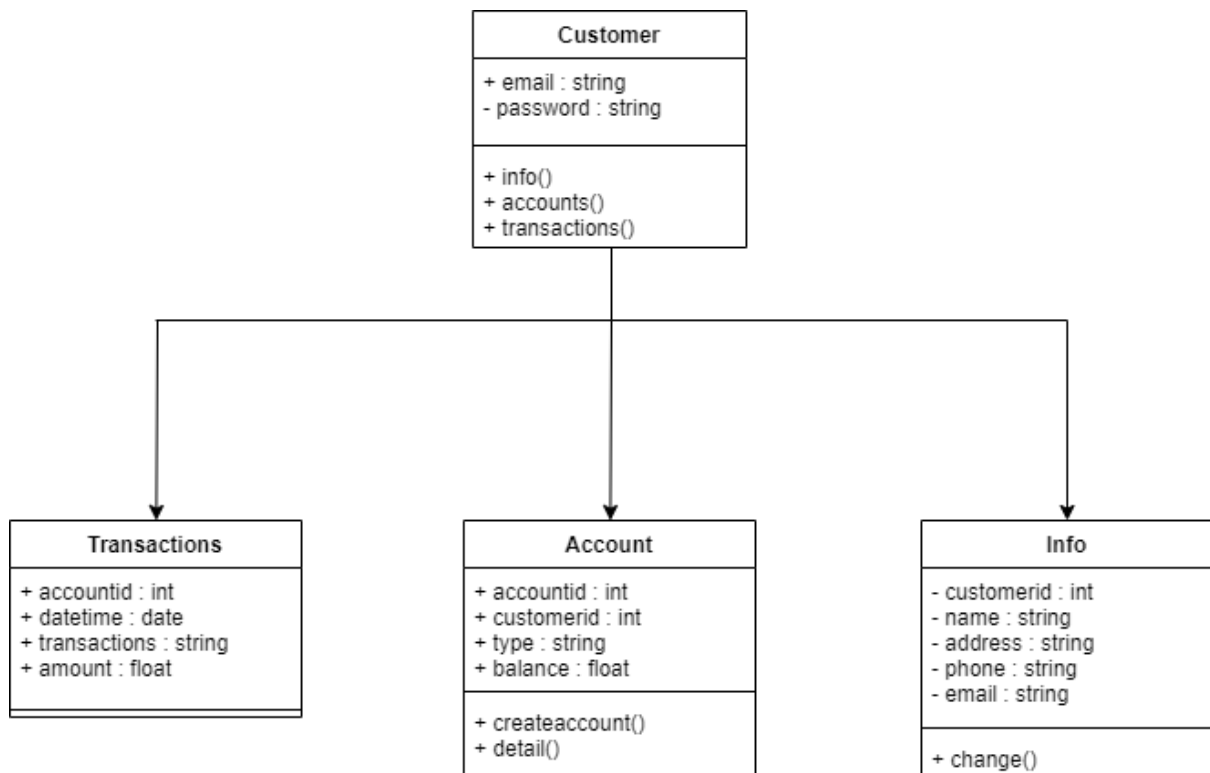 Customer
+ email : string
- password : string
+ info()
+ accounts()
+ transactions()
Transactions
+ accountid : int
+ datetime : date
+ transactions : string
+ amount : float
Account
+ accountid : int
+ customerid : int
+ type : string
+ balance : float
+ createaccount()
+ detail()
Info
- customerid : int
- name : string
- address : string
- phone : string
- email : string
+ change()